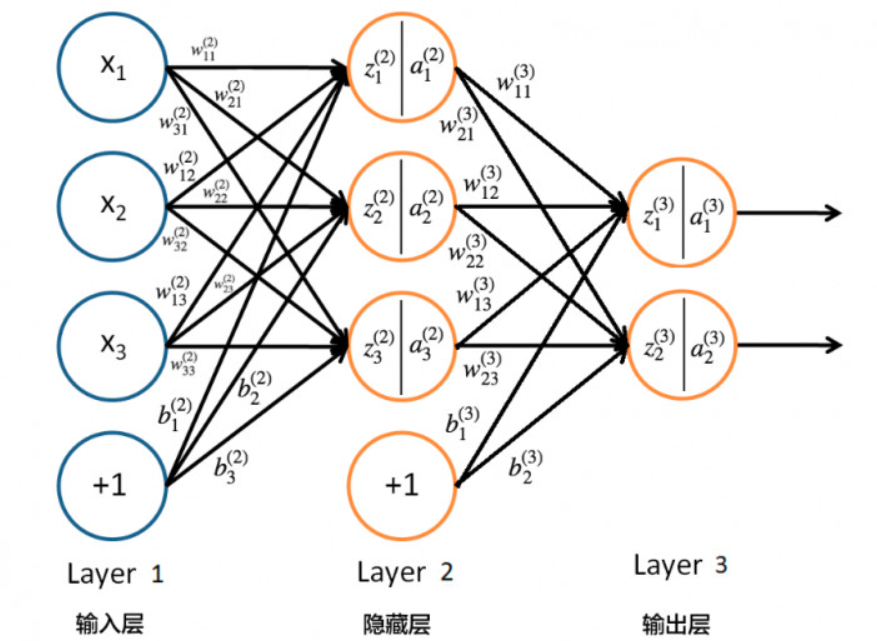 x₁
w₁₁⁽²⁾
w₂₁⁽²⁾
w₃₁⁽²⁾
z₁⁽²⁾ a₁⁽²⁾
w₁₁⁽³⁾
w₂₁⁽³⁾
x₂
w₁₂⁽²⁾
w₂₂⁽²⁾
w₃₂⁽²⁾
z₂⁽²⁾ a₂⁽²⁾
w₁₂⁽³⁾
w₂₂⁽³⁾
z₁⁽³⁾ a₁⁽³⁾
x₃
w₁₃⁽²⁾
w₂₃⁽²⁾
w₃₃⁽²⁾
z₃⁽²⁾ a₃⁽²⁾
w₁₃⁽³⁾
w₂₃⁽³⁾
z₂⁽³⁾ a₂⁽³⁾
+1
b₁⁽²⁾
b₂⁽²⁾
b₃⁽²⁾
+1
b₁⁽³⁾
b₂⁽³⁾
Layer 1
输入层
Layer 2
隐藏层
Layer 3
输出层